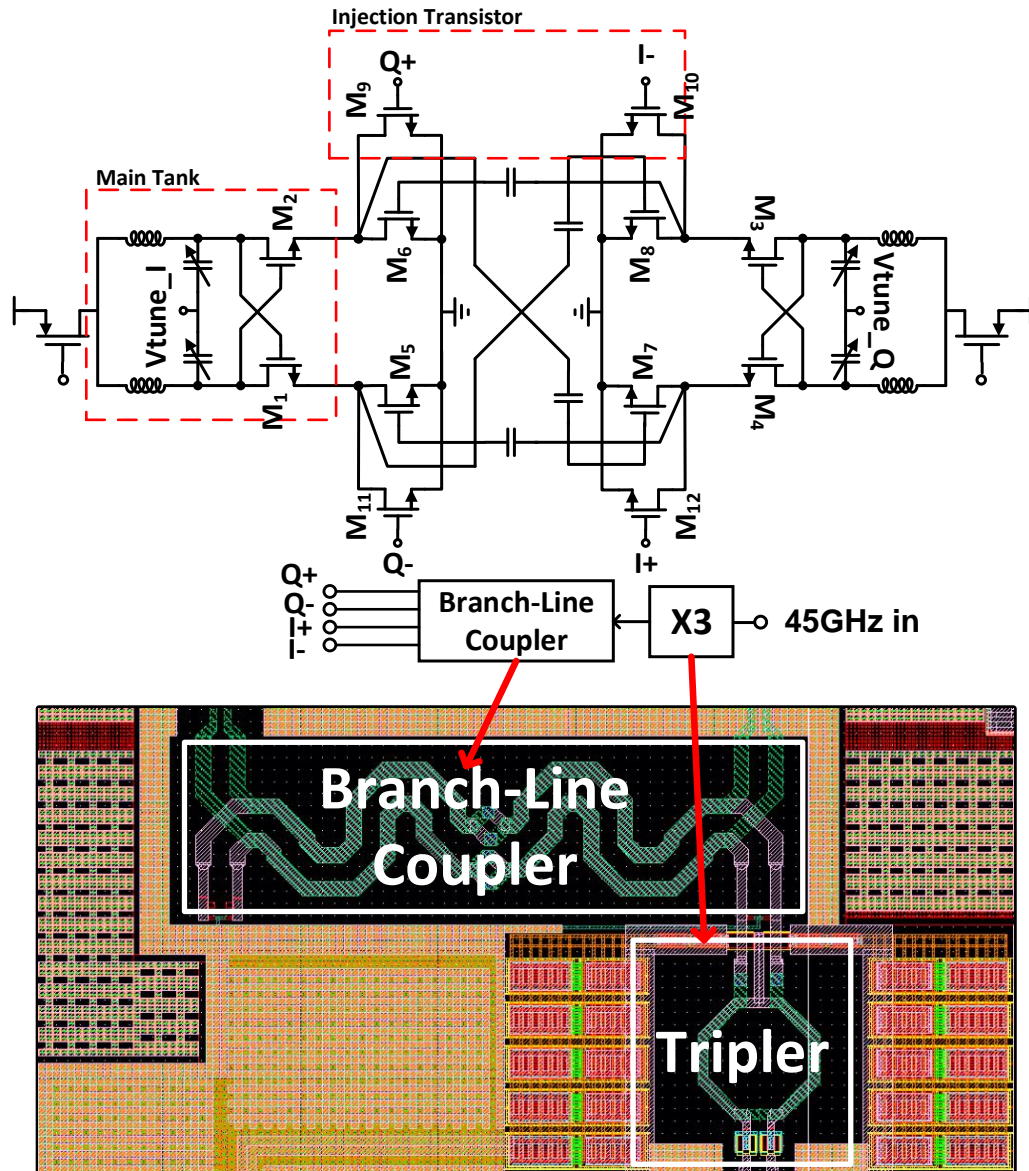 Injection Transistor
Q+
I-
M9
M10
Main Tank
M2
M6
M8
M3
Vtune_I
Vtune_Q
M1
M5
M7
M4
M11
M12
Q-
I+
Q+
Q-
I+
I-
Branch-Line
Coupler
X3
45GHz in
Branch-Line
Coupler
Tripler